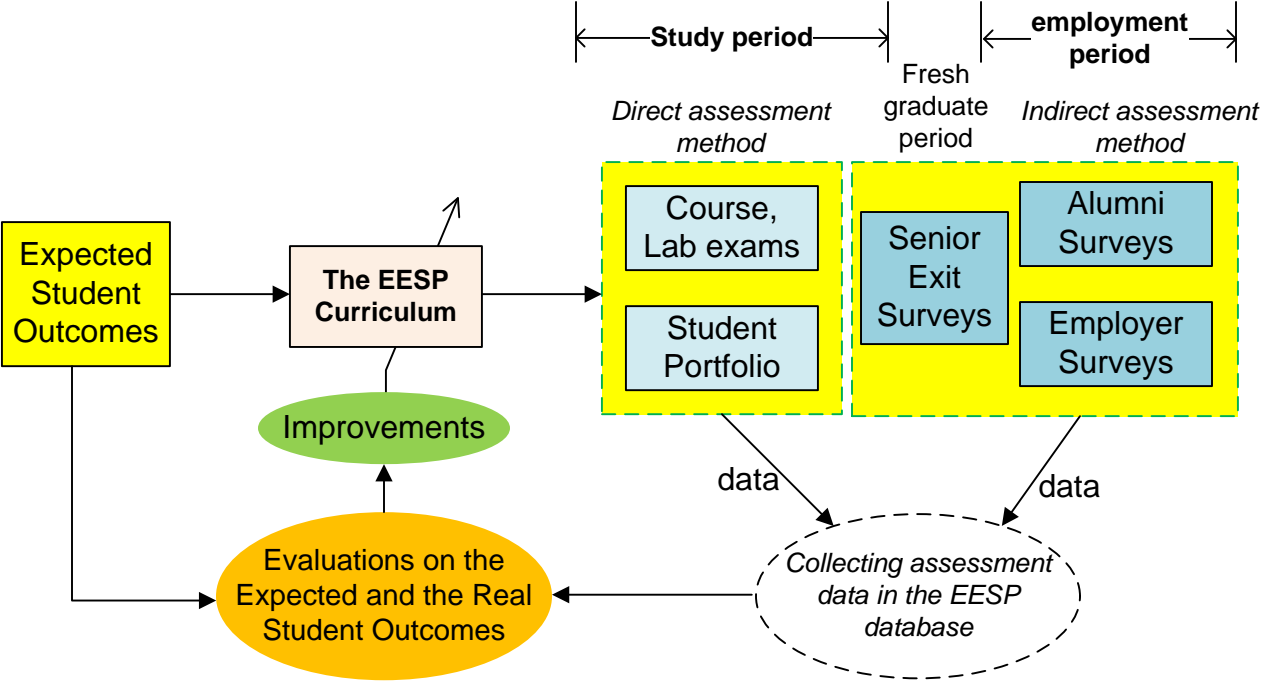 Study period
employment
period
Fresh
graduate
period
Direct assessment
method
Indirect assessment
method
Expected
Student
Outcomes
The EESP
Curriculum
Course,
Lab exams
Student
Portfolio
Senior
Exit
Surveys
Alumni
Surveys
Employer
Surveys
Improvements
data
data
Evaluations on the
Expected and the Real
Student Outcomes
Collecting assessment
data in the EESP
database